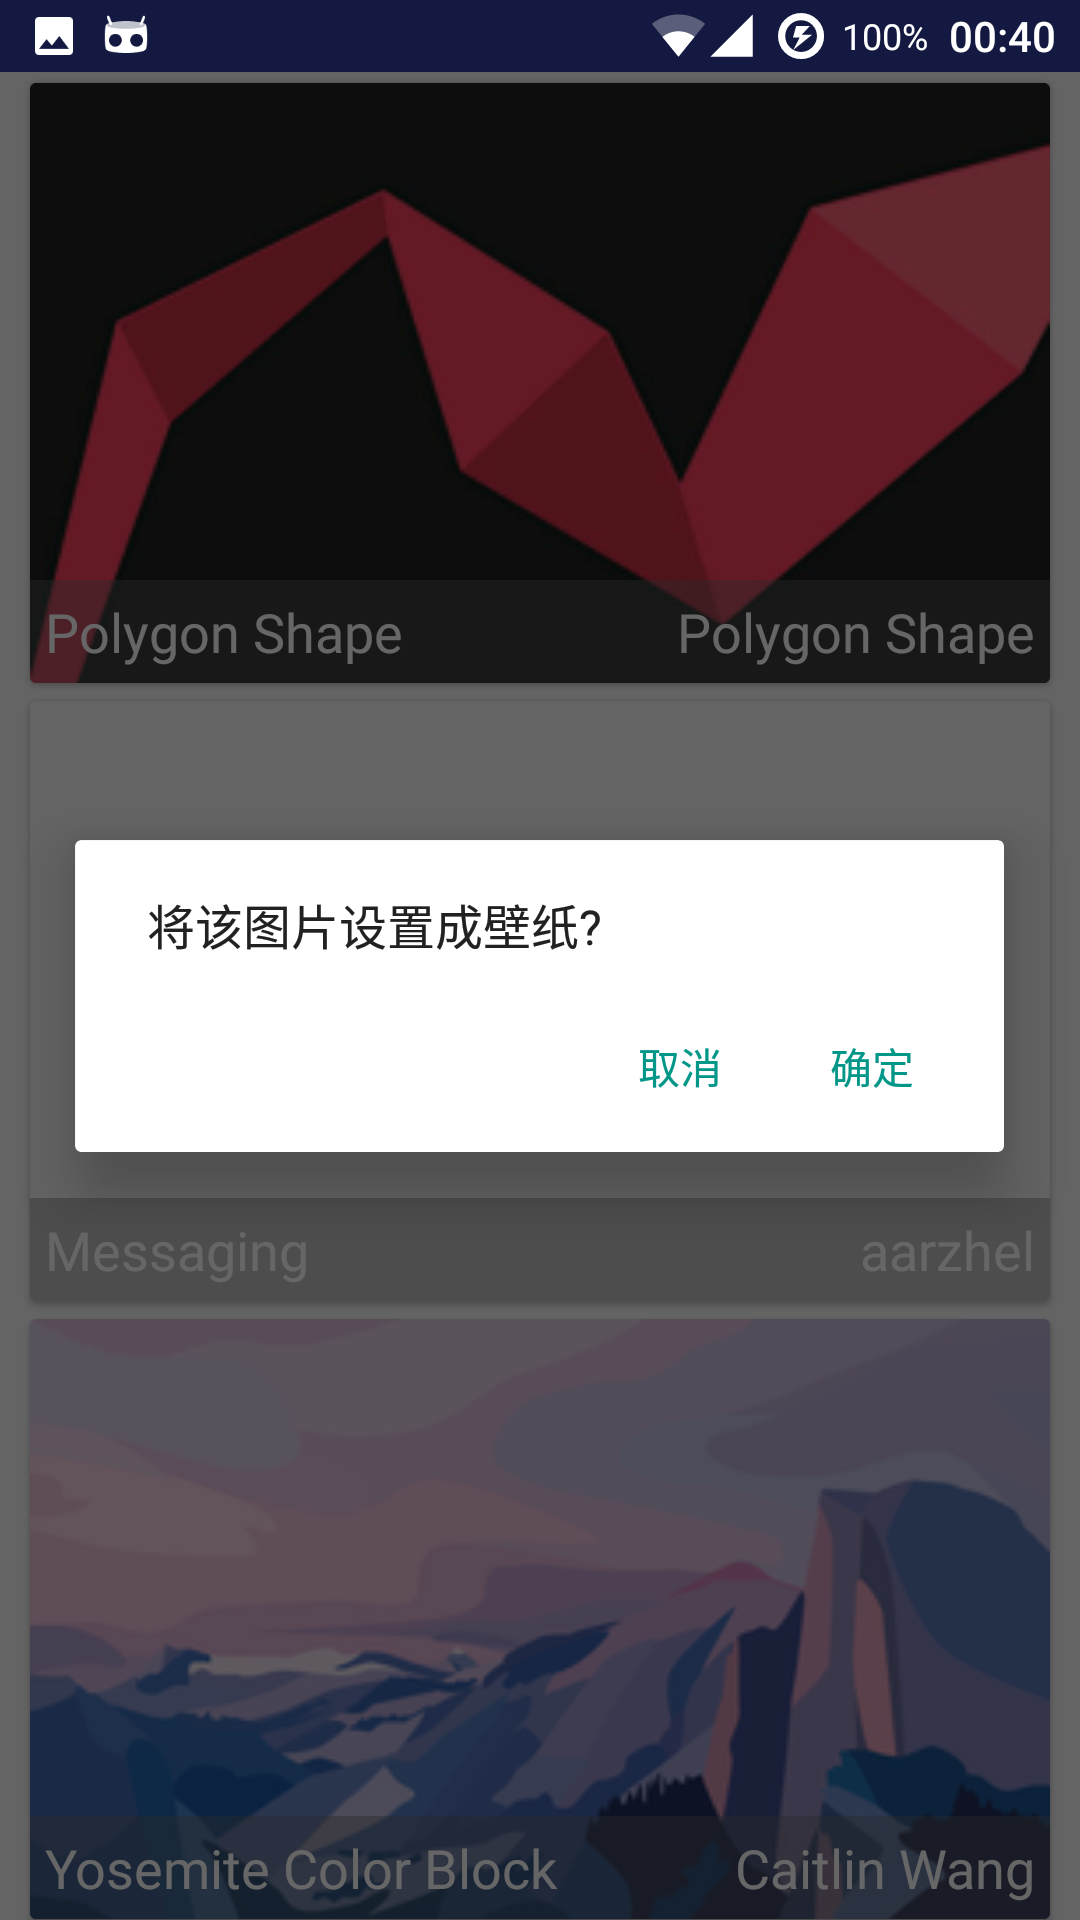 100% 00:40
Polygon Shape Polygon Shape
将该图片设置成壁纸?
取消 确定
Messaging aarzhel
Yosemite Color Block Caitlin Wang